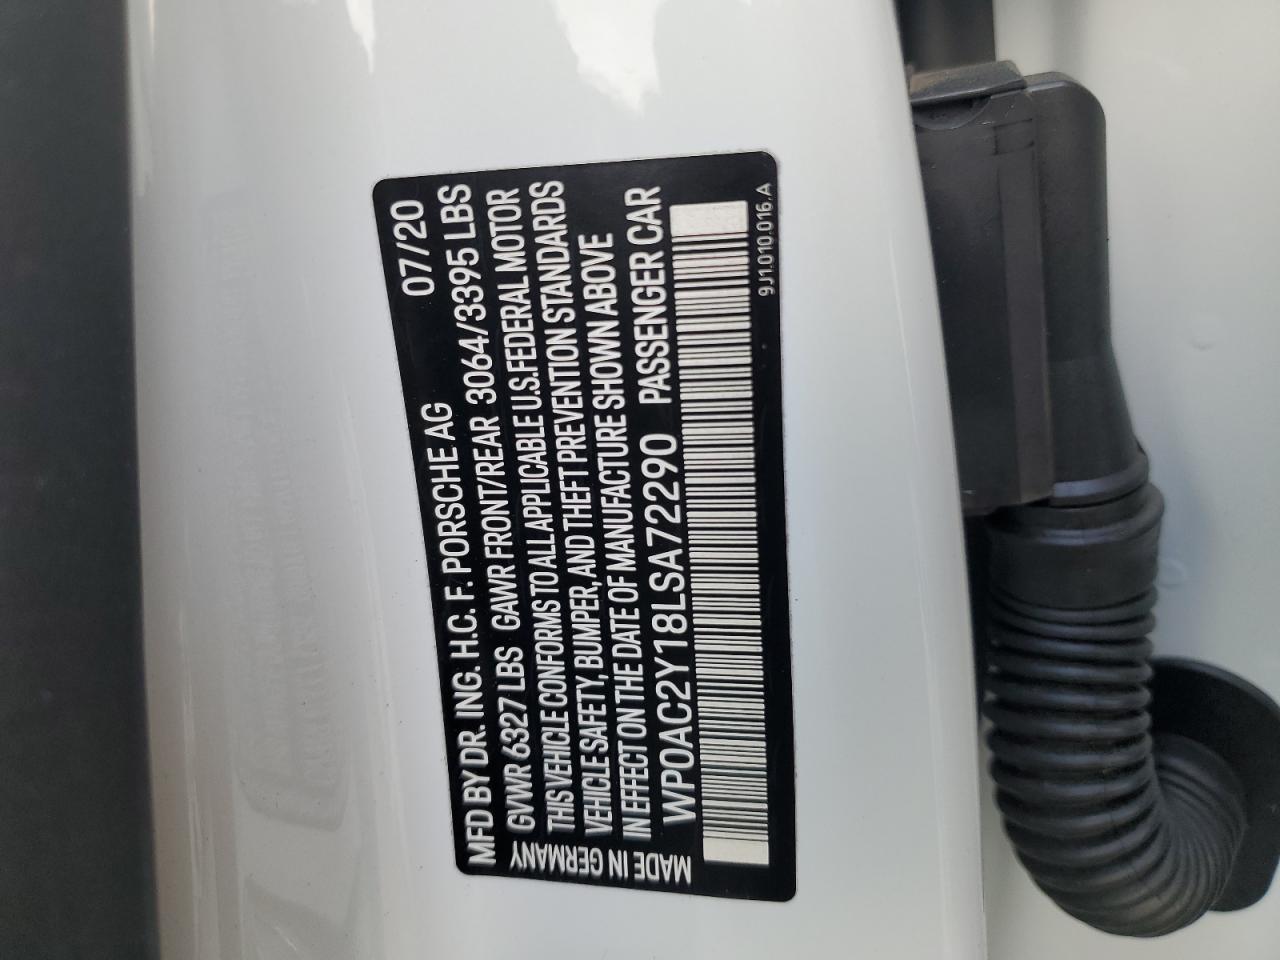 MFD BY DR. ING. H.C. F. PORSCHE AG 07/20
GVWR 6327 LBS GAWR FRONT/REAR 3064/3395 LBS
THIS VEHICLE CONFORMS TO ALL APPLICABLE U.S.FEDERAL MOTOR
VEHICLE SAFETY, BUMPER, AND THEFT PREVENTION STANDARDS
IN EFFECT ON THE DATE OF MANUFACTURE SHOWN ABOVE
WP0AC2Y18LSA72290 PASSENGER CAR
MADE IN GERMANY
9J1.010.016.A